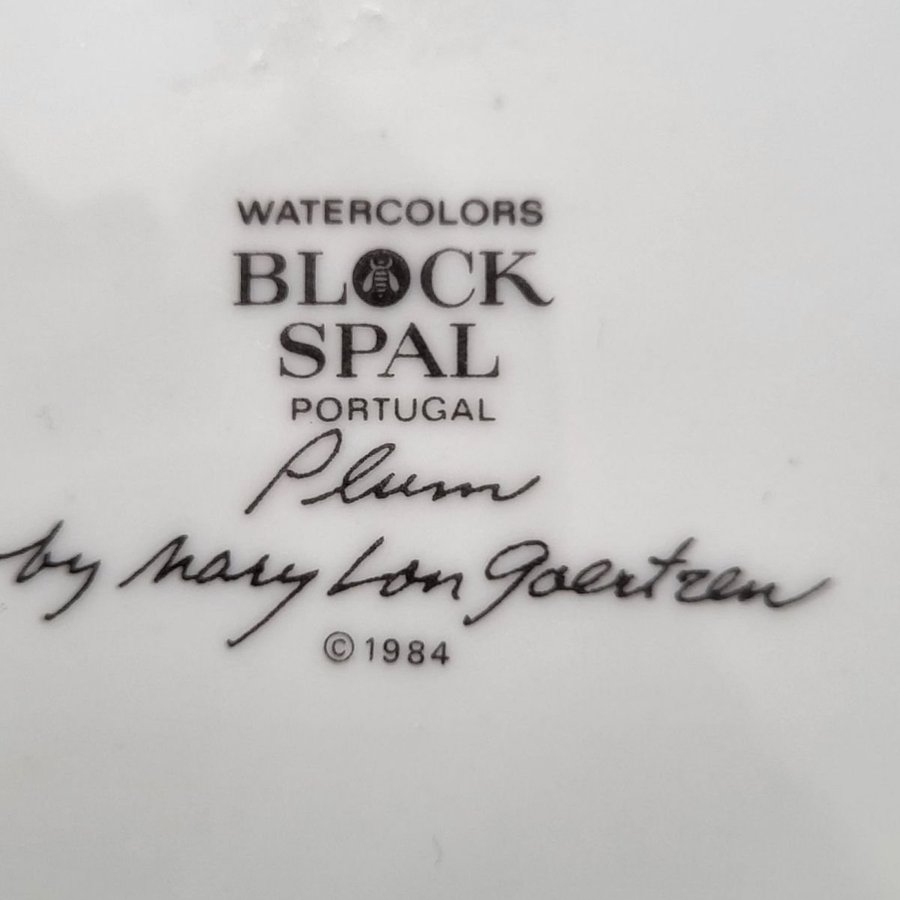 WATERCOLORS
BLOCK
SPAL
PORTUGAL
Plum
by Mary Lou Goertzen
© 1984